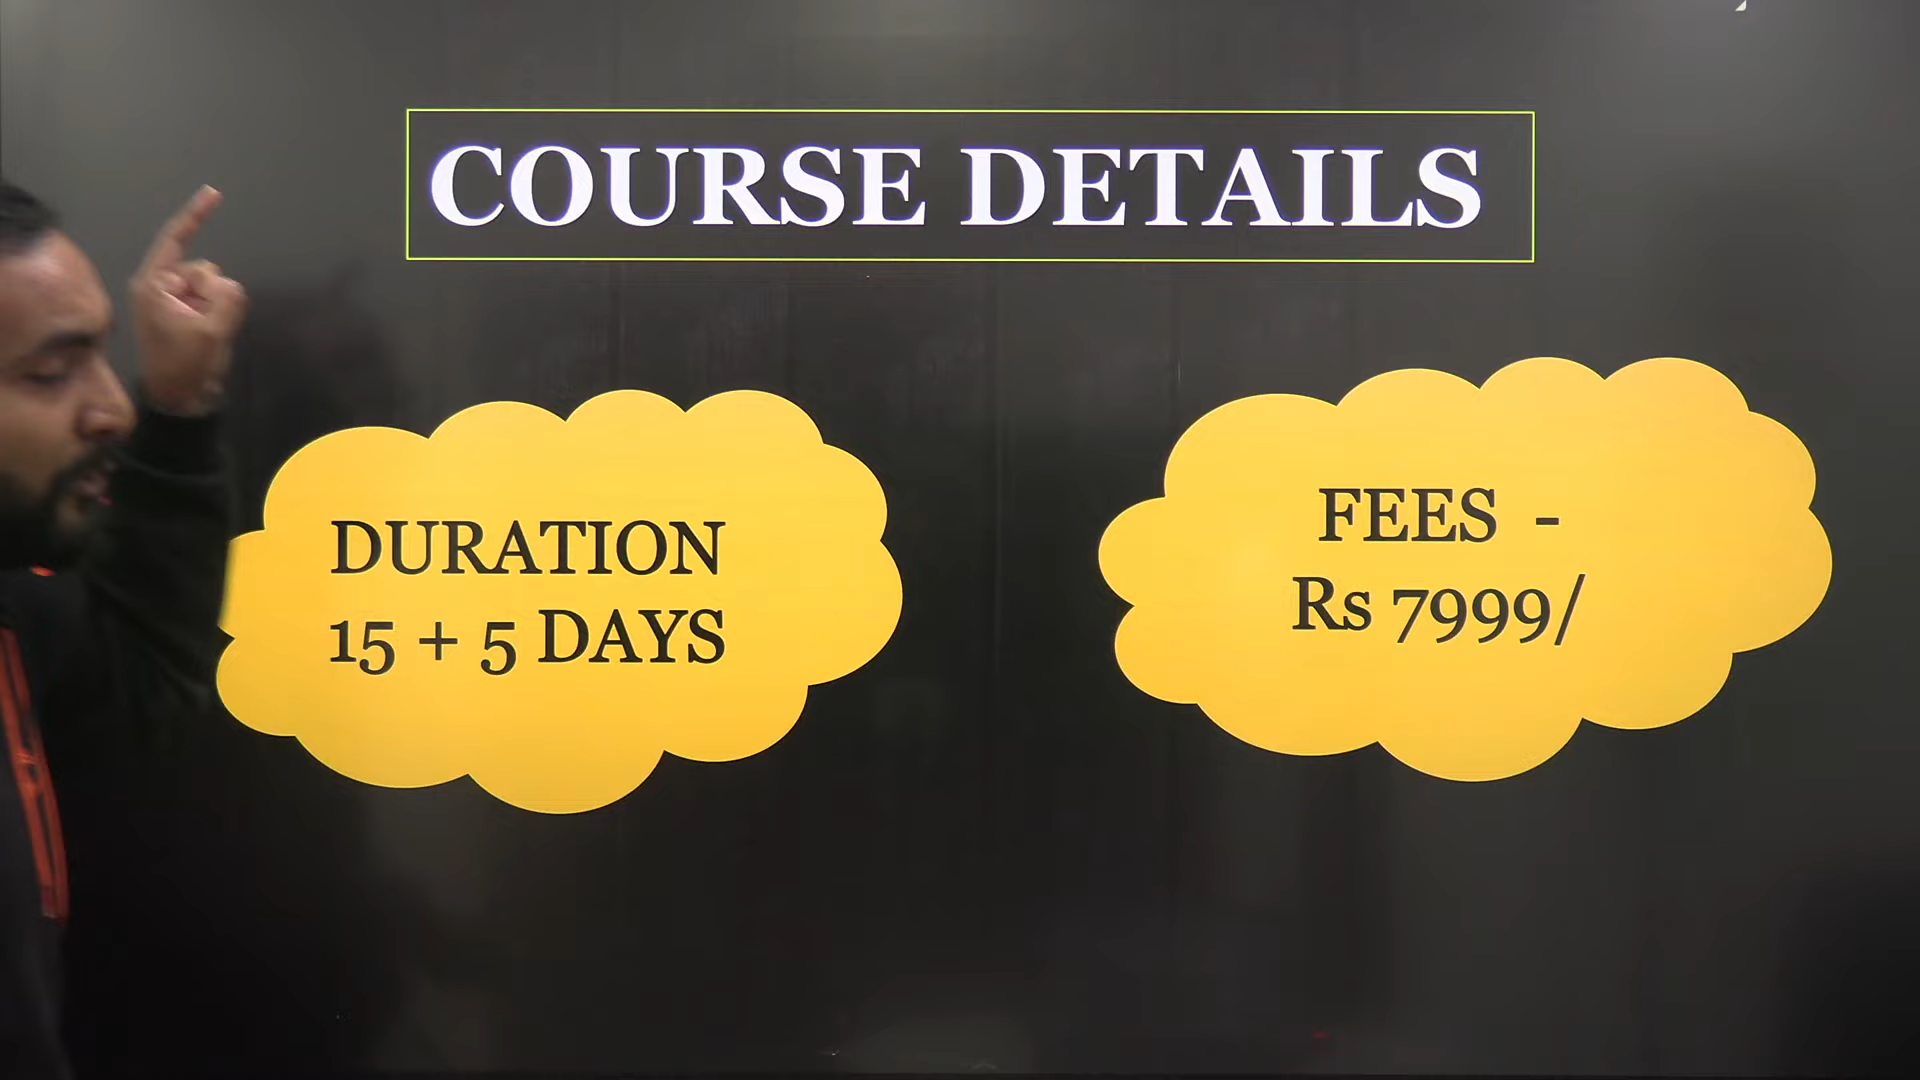 COURSE DETAILS
DURATION
15 + 5 DAYS
FEES -
Rs 7999/